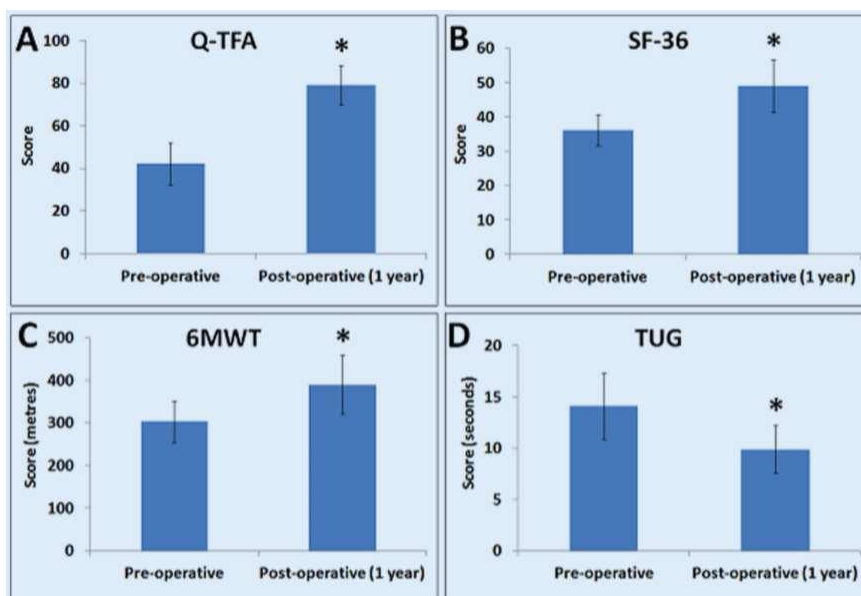 A
Q-TFA
*
100
80
60
40
20
0
Score
Pre-operative
Post-operative (1 year)
B
SF-36
*
60
50
40
30
20
10
0
Score
Pre-operative
Post-operative (1 year)
C
6MWT
*
500
400
300
200
100
0
Score (metres)
Pre-operative
Post-operative (1 year)
D
TUG
*
20
15
10
5
0
Score (seconds)
Pre-operative
Post-operative (1 year)